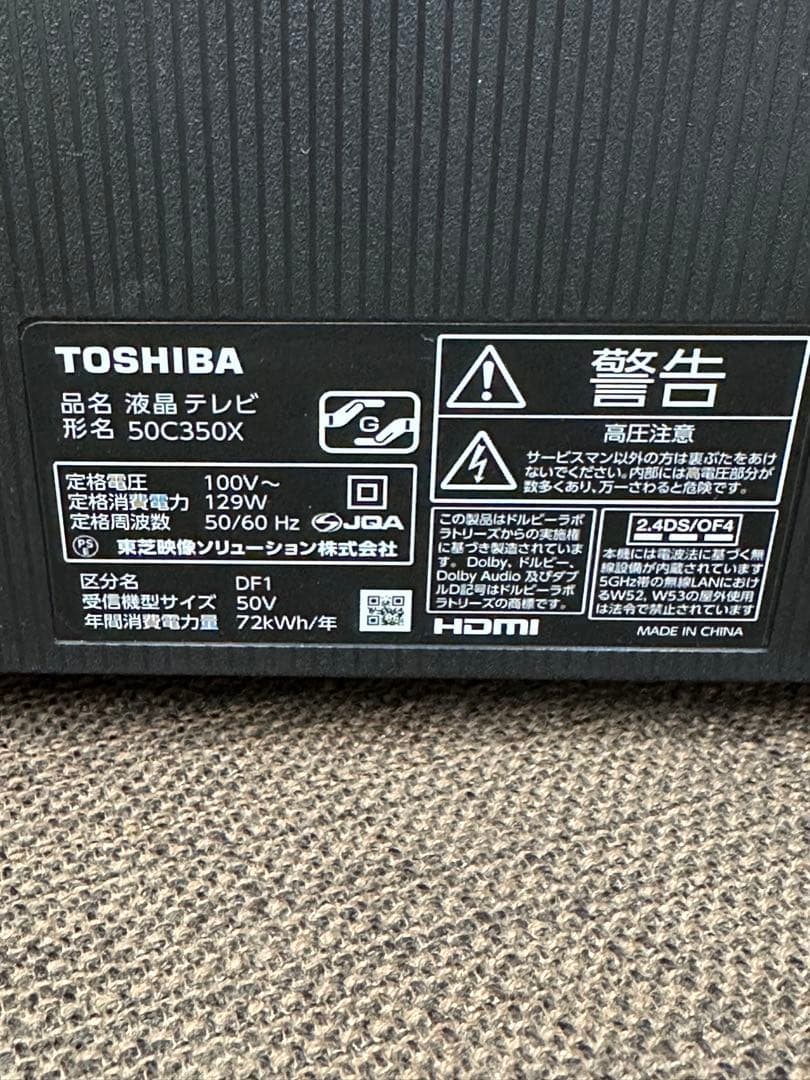 TOSHIBA
品名 液晶テレビ
形名 50C350X
G
定格電圧 100V～
定格消費電力 129W
定格周波数 50/60 Hz JQA
PS E 東芝映像ソリューション株式会社
区分名 DF1
受信機型サイズ 50V
年間消費電力量 72kWh/年
警告
高圧注意
サービスマン以外の方は裏ぶたをあけ
ないでください。内部には高電圧部分が
数多くあり、万一さわると危険です。
この製品はドルビーラボ
ラトリーズからの実施権
に基づき製造されていま
す。Dolby、ドルビー、
Dolby Audio 及びダブ
ルD記号はドルビーラボ
ラトリーズの商標です。
HDMI
2.4DS/OF4
本機には電波法に基づく無
線設備が内蔵されています
5GHz帯の無線LANにおけ
るW52, W53の屋外使用
は法令で禁止されています
MADE IN CHINA